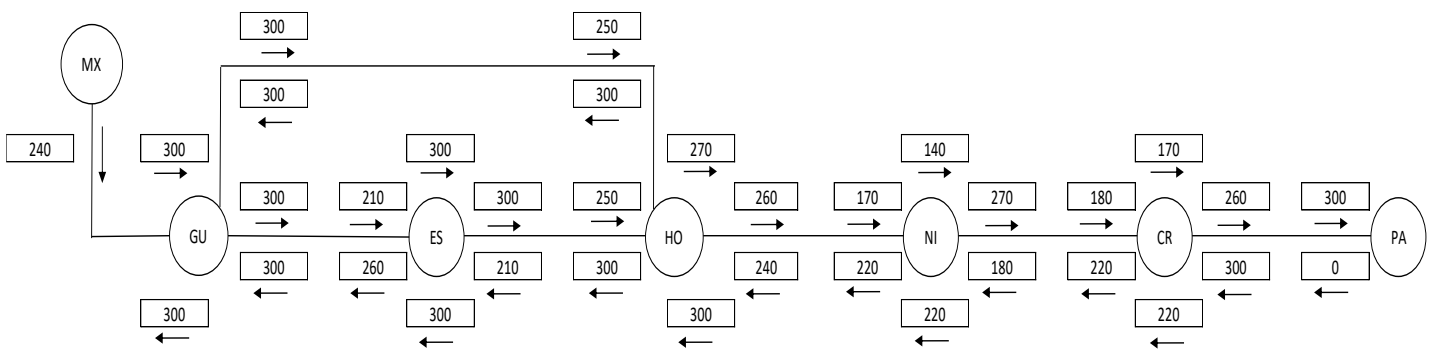 300 250
MX
300 300
240 300 300 270 140 170
300 210 300 250 260 170 270 180 260 300
GU ES HO NI CR PA
300 260 210 300 240 220 180 220 300 0
300 300 300 220 220